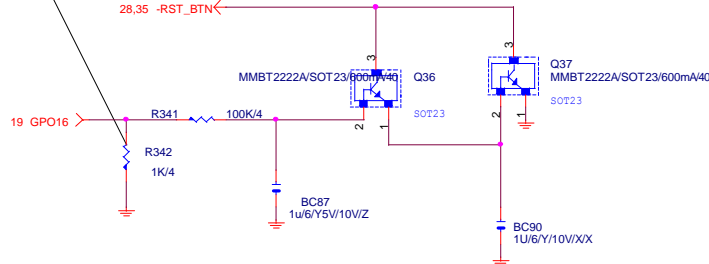 28,35 -RST_BTN
3
3
MMBT2222A/SOT23/600mA/40
Q36
Q37
MMBT2222A/SOT23/600mA/40
SOT23
SOT23
R341
100K/4
19 GPO16
2
1
2
1
R342
1K/4
BC87
1u/6/Y5V/10V/Z
BC90
1U/6/Y/10V/X/X